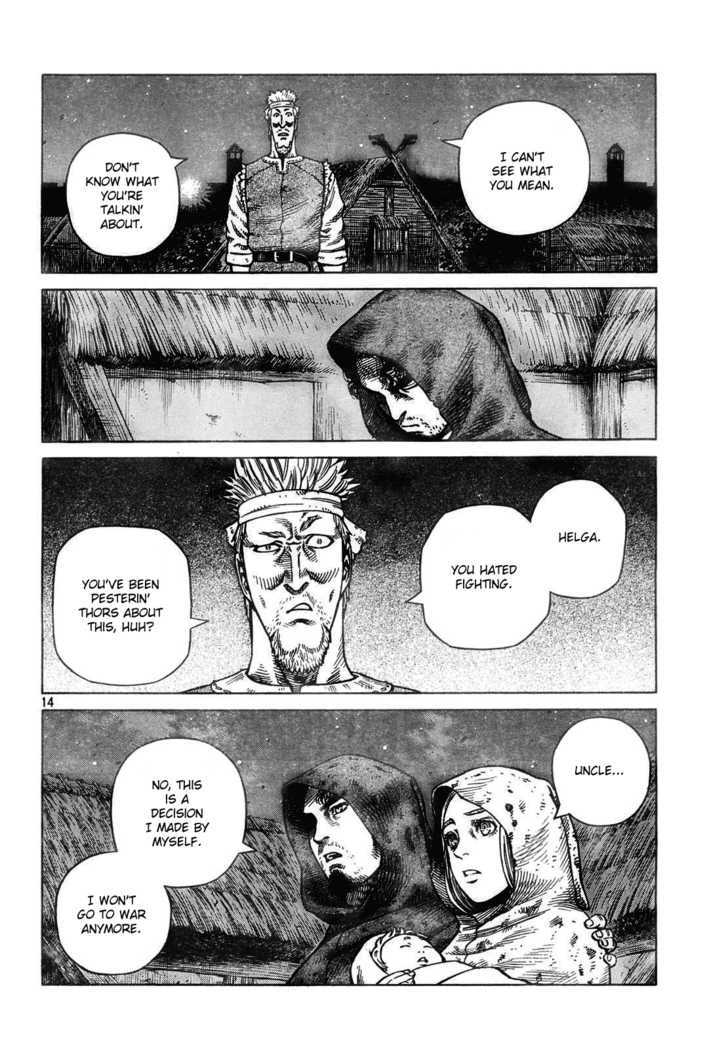 I CAN'T
SEE WHAT
YOU MEAN.
DON'T
KNOW WHAT
YOU'RE
TALKIN'
ABOUT.
HELGA.
YOU HATED
FIGHTING.
YOU'VE BEEN
PESTERIN'
THORS ABOUT
THIS, HUH?
14
UNCLE...
NO, THIS
IS A
DECISION
I MADE BY
MYSELF.
I WON'T
GO TO WAR
ANYMORE.